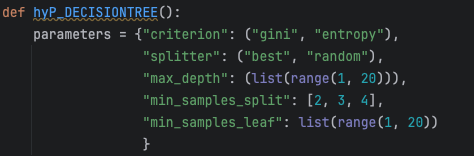 def hyP_DECISIONTREE():
    parameters = {"criterion": ("gini", "entropy"),
                  "splitter": ("best", "random"),
                  "max_depth": (list(range(1, 20))),
                  "min_samples_split": [2, 3, 4],
                  "min_samples_leaf": list(range(1, 20))
                  }